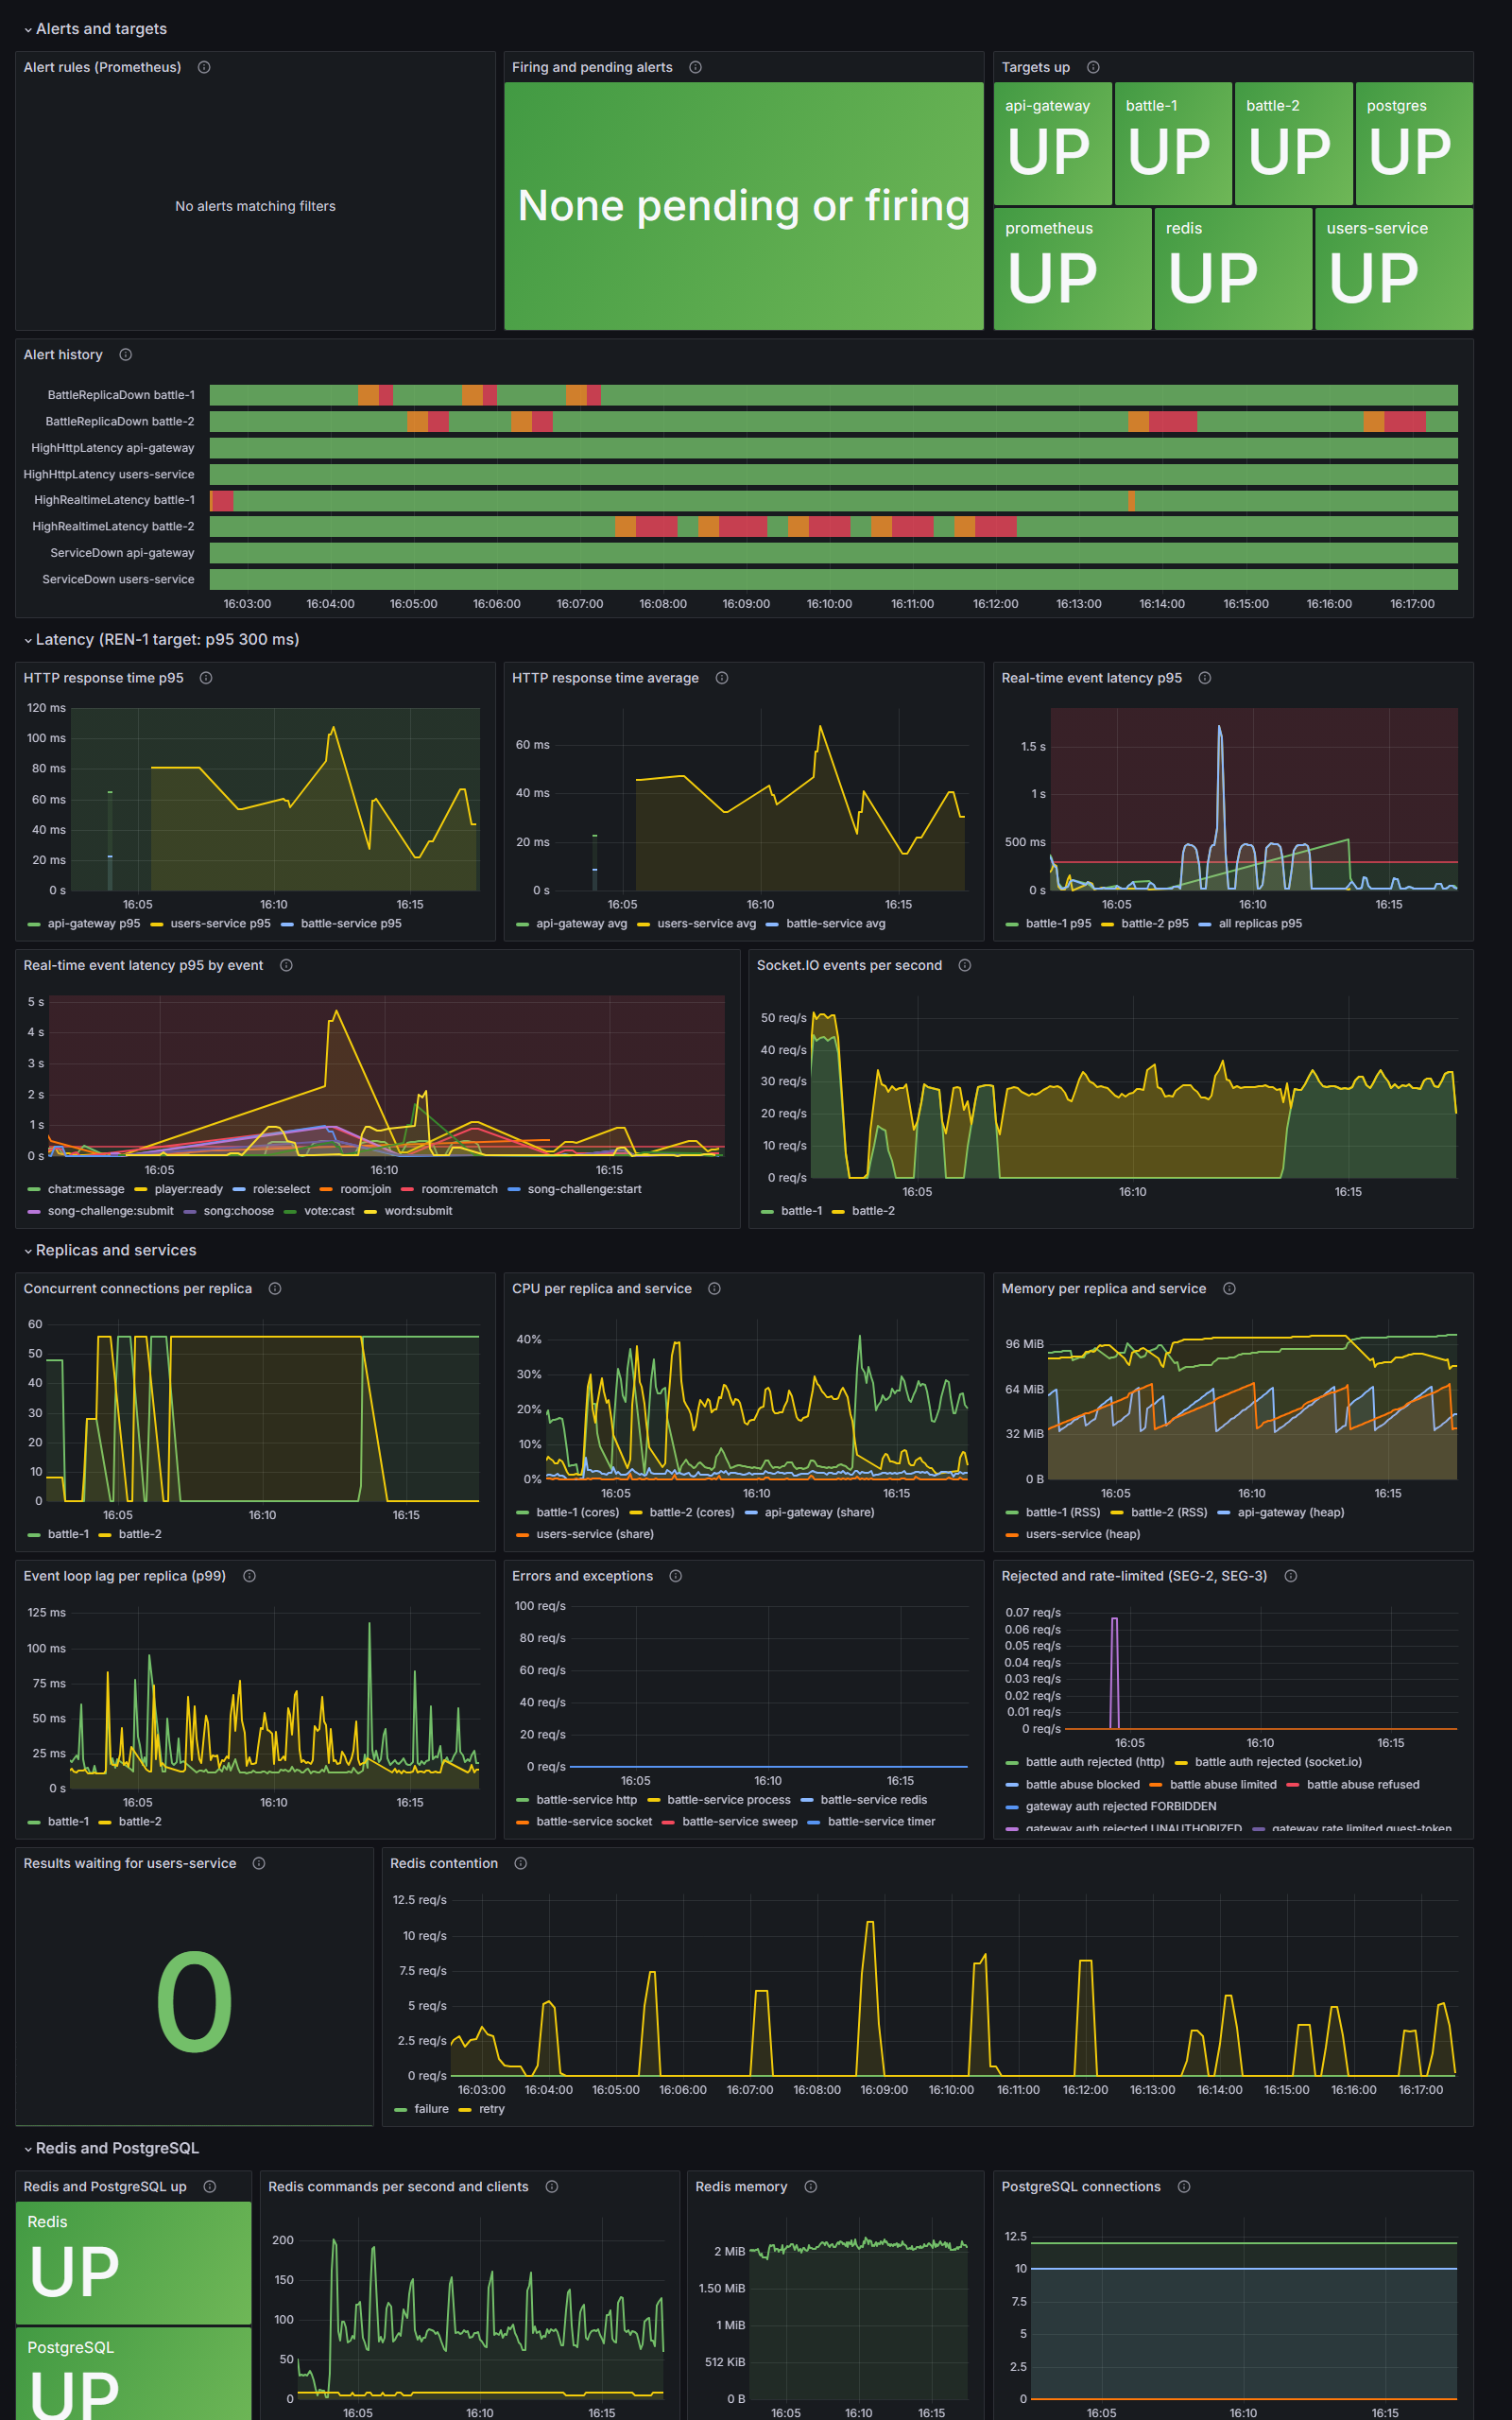 Alerts and targets
Alert rules (Prometheus)
No alerts matching filters
Firing and pending alerts
None pending or firing
Targets up
api-gateway battle-1 battle-2 postgres
UP UP UP UP
prometheus redis users-service
UP UP UP
Alert history
BattleReplicaDown battle-1
BattleReplicaDown battle-2
HighHttpLatency api-gateway
HighHttpLatency users-service
HighRealtimeLatency battle-1
HighRealtimeLatency battle-2
ServiceDown api-gateway
ServiceDown users-service
16:03:00 16:04:00 16:05:00 16:06:00 16:07:00 16:08:00 16:09:00 16:10:00 16:11:00 16:12:00 16:13:00 16:14:00 16:15:00 16:16:00 16:17:00
Latency (REN-1 target: p95 300 ms)
HTTP response time p95
120 ms
100 ms
80 ms
60 ms
40 ms
20 ms
0 s
16:05 16:10 16:15
api-gateway p95 users-service p95 battle-service p95
HTTP response time average
60 ms
40 ms
20 ms
0 s
16:05 16:10 16:15
api-gateway avg users-service avg battle-service avg
Real-time event latency p95
1.5 s
1 s
500 ms
0 s
16:05 16:10 16:15
battle-1 p95 battle-2 p95 all replicas p95
Real-time event latency p95 by event
5 s
4 s
3 s
2 s
1 s
0 s
16:05 16:10 16:15
chat:message player:ready role:select room:join room:rematch song-challenge:start
song-challenge:submit song:choose vote:cast word:submit
Socket.IO events per second
50 req/s
40 req/s
30 req/s
20 req/s
10 req/s
0 req/s
16:05 16:10 16:15
battle-1 battle-2
Replicas and services
Concurrent connections per replica
60
50
40
30
20
10
0
16:05 16:10 16:15
battle-1 battle-2
CPU per replica and service
40%
30%
20%
10%
0%
16:05 16:10 16:15
battle-1 (cores) battle-2 (cores) api-gateway (share)
users-service (share)
Memory per replica and service
96 MiB
64 MiB
32 MiB
0 B
16:05 16:10 16:15
battle-1 (RSS) battle-2 (RSS) api-gateway (heap)
users-service (heap)
Event loop lag per replica (p99)
125 ms
100 ms
75 ms
50 ms
25 ms
0 s
16:05 16:10 16:15
battle-1 battle-2
Errors and exceptions
100 req/s
80 req/s
60 req/s
40 req/s
20 req/s
0 req/s
16:05 16:10 16:15
battle-service http battle-service process battle-service redis
battle-service socket battle-service sweep battle-service timer
Rejected and rate-limited (SEG-2, SEG-3)
0.07 req/s
0.06 req/s
0.05 req/s
0.04 req/s
0.03 req/s
0.02 req/s
0.01 req/s
0 req/s
16:05 16:10 16:15
battle auth rejected (http) battle auth rejected (socket.io)
battle abuse blocked battle abuse limited battle abuse refused
gateway auth rejected FORBIDDEN
gateway auth rejected UNAUTHORIZED gateway rate limited guest-token
Results waiting for users-service
0
Redis contention
12.5 req/s
10 req/s
7.5 req/s
5 req/s
2.5 req/s
0 req/s
16:03:00 16:04:00 16:05:00 16:06:00 16:07:00 16:08:00 16:09:00 16:10:00 16:11:00 16:12:00 16:13:00 16:14:00 16:15:00 16:16:00 16:17:00
failure retry
Redis and PostgreSQL
Redis and PostgreSQL up
Redis
UP
PostgreSQL
UP
Redis commands per second and clients
200
150
100
50
0
16:05 16:10 16:15
Redis memory
2 MiB
1.50 MiB
1 MiB
512 KiB
0 B
16:05 16:10 16:15
PostgreSQL connections
12.5
10
7.5
5
2.5
0
16:05 16:10 16:15